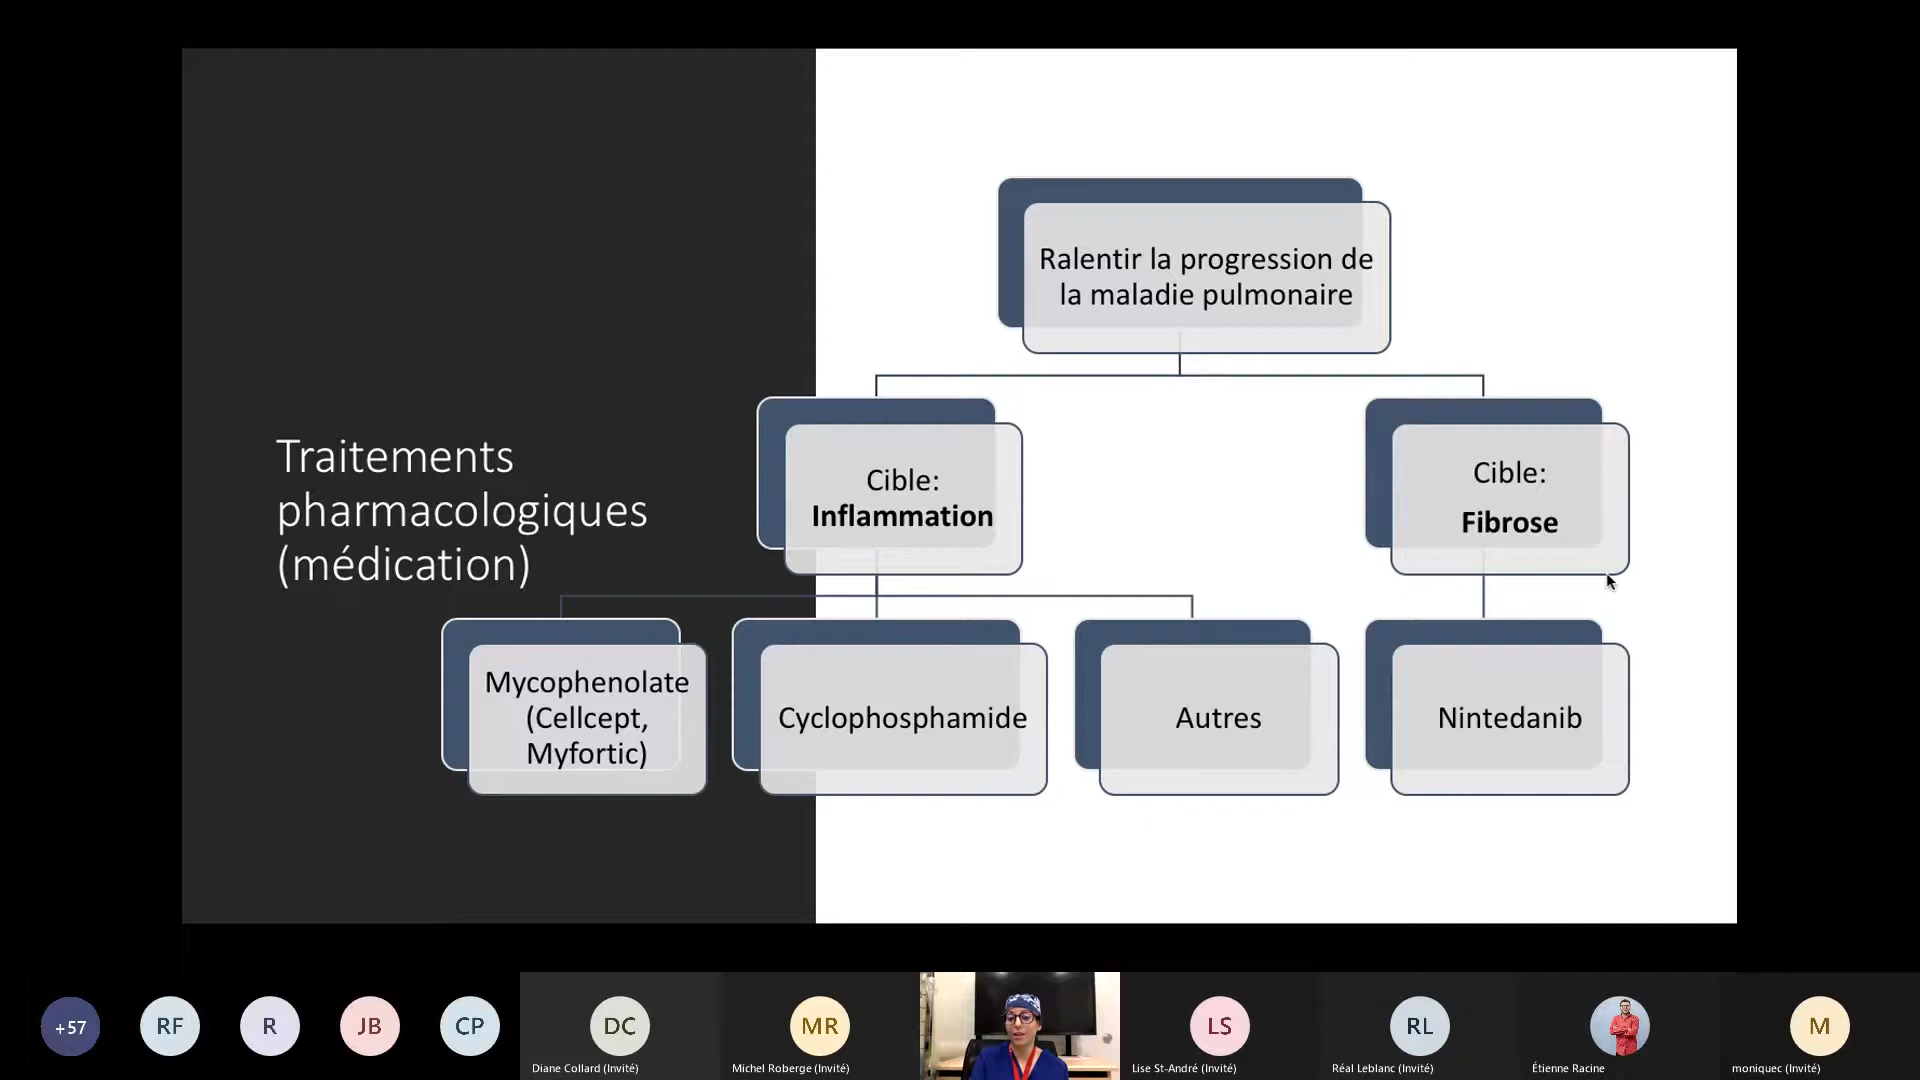 Traitements
pharmacologiques
(médication)
Ralentir la progression de
la maladie pulmonaire
Cible:
Inflammation
Cible:
Fibrose
Mycophenolate
(Cellcept,
Myfortic)
Cyclophosphamide
Autres
Nintedanib
+57
RF
R
JB
CP
DC
Diane Collard (Invité)
MR
Michel Roberge (Invité)
LS
Lise St-André (Invité)
RL
Réal Leblanc (Invité)
Étienne Racine
M
moniquec (Invité)